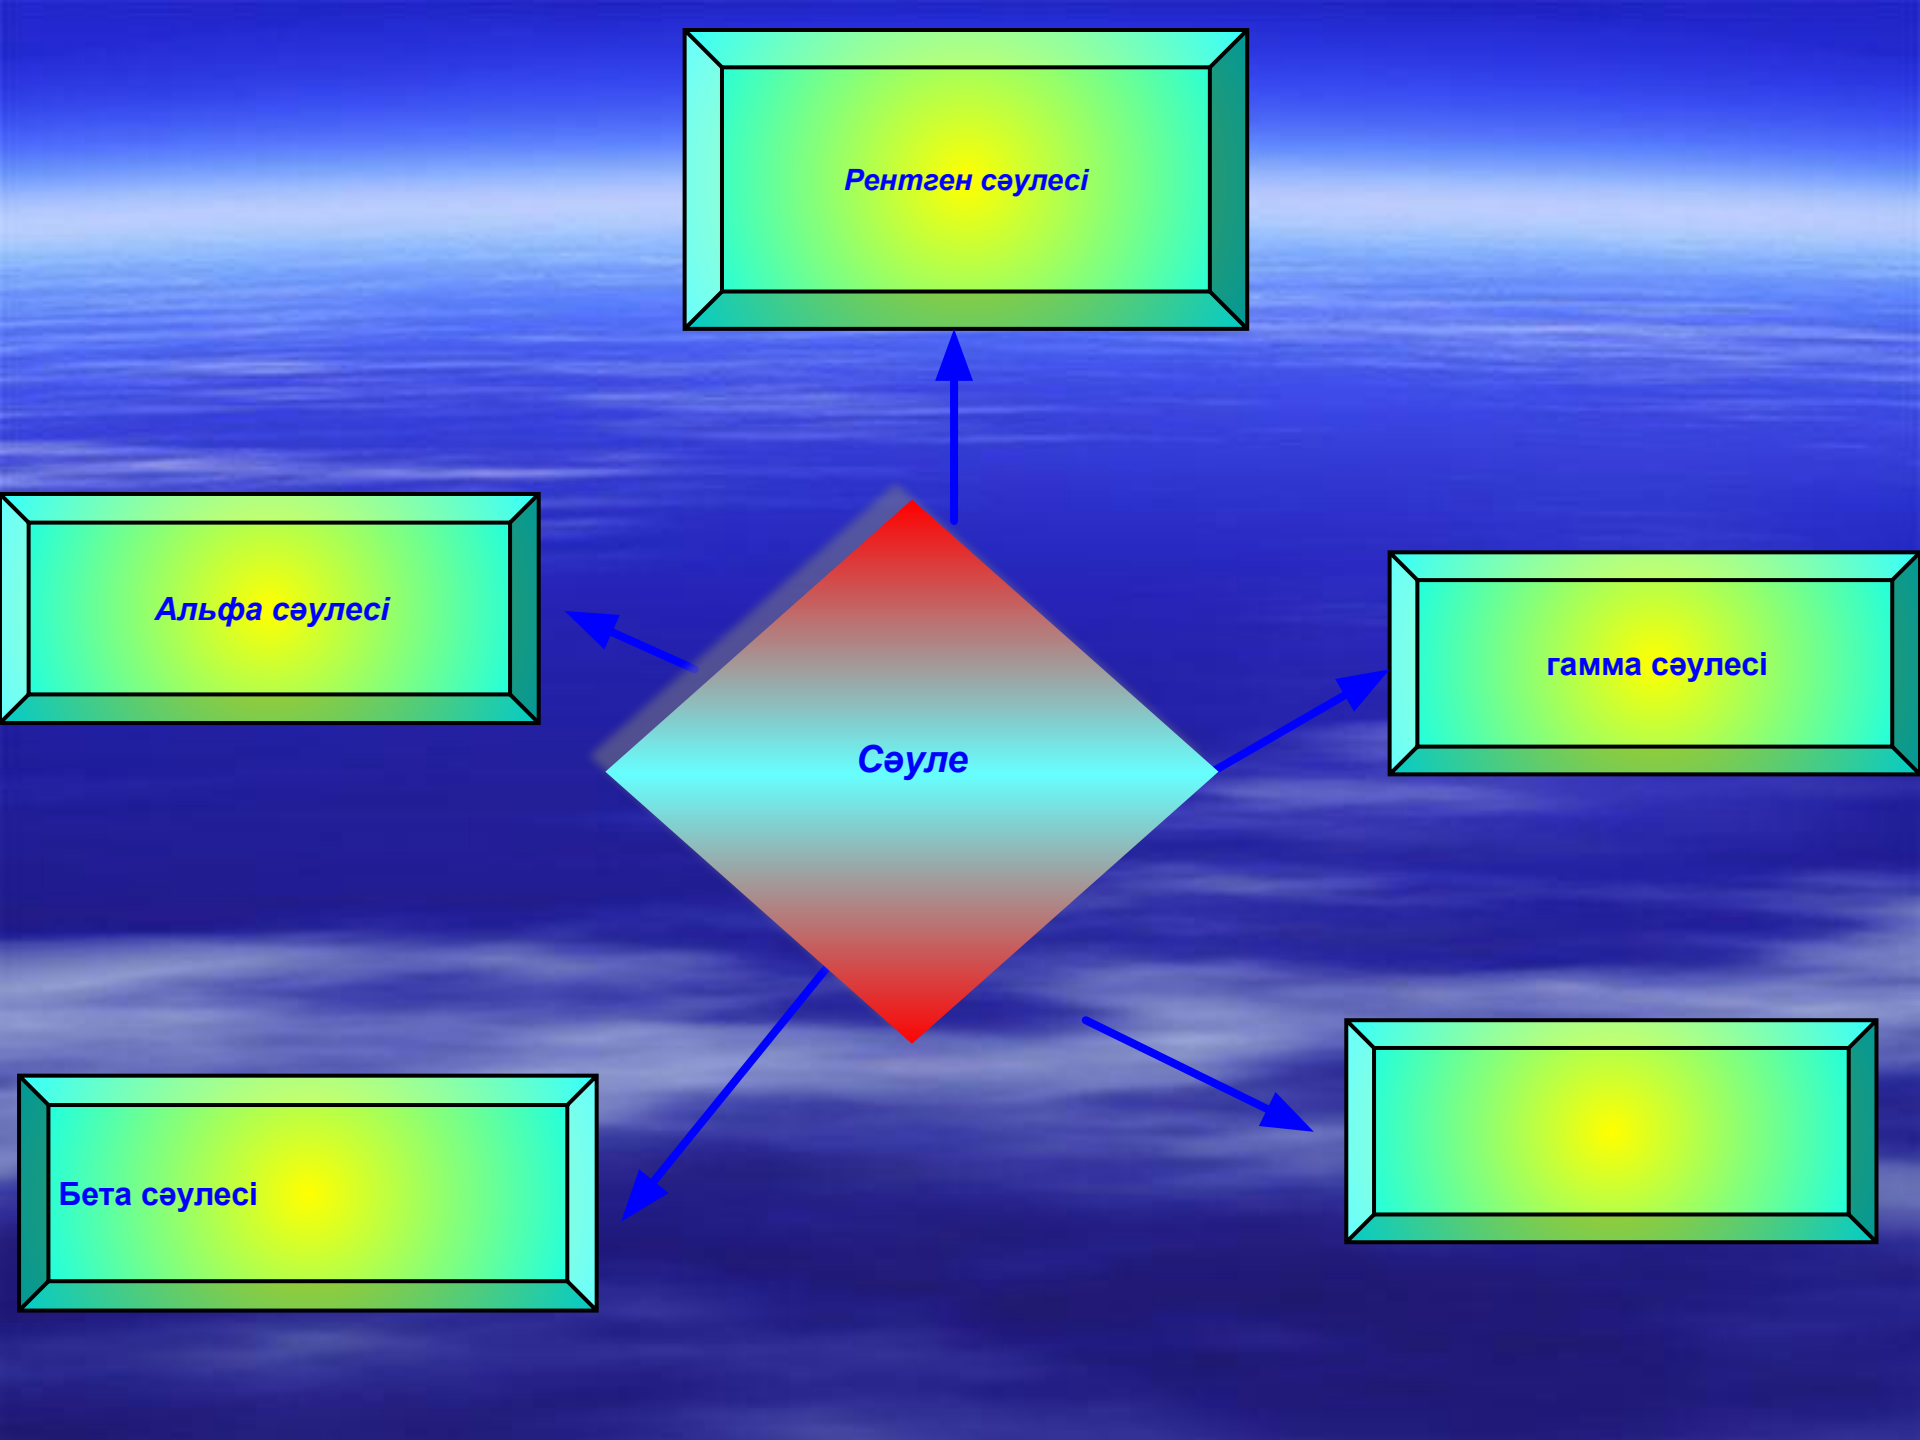 Рентген сәулесі
Альфа сәулесі
гамма сәулесі
Сәуле
Бета сәулесі